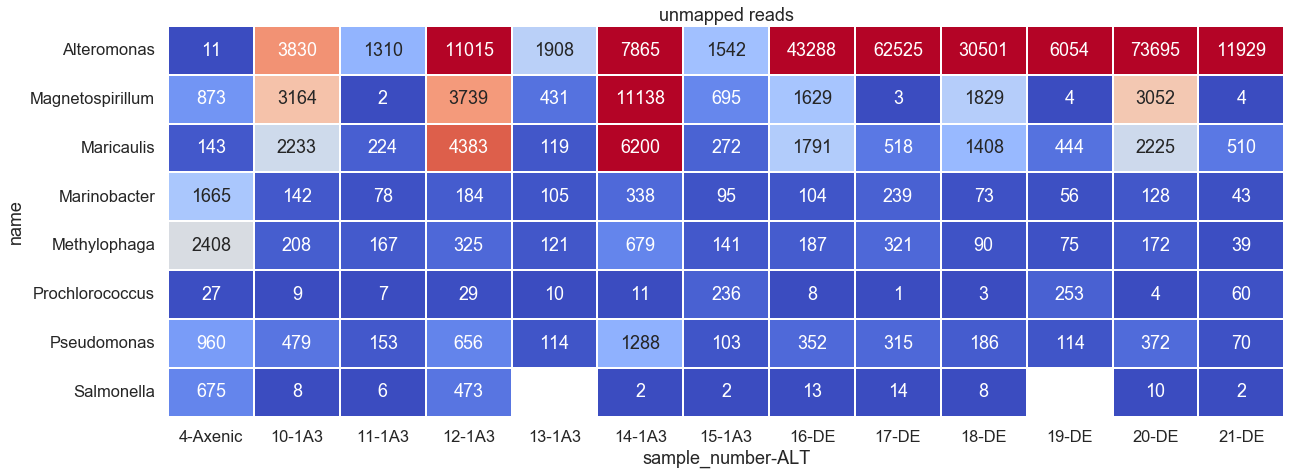 unmapped reads
Alteromonas 11 3830 1310 11015 1908 7865 1542 43288 62525 30501 6054 73695 11929
Magnetospirillum 873 3164 2 3739 431 11138 695 1629 3 1829 4 3052 4
Maricaulis 143 2233 224 4383 119 6200 272 1791 518 1408 444 2225 510
Marinobacter 1665 142 78 184 105 338 95 104 239 73 56 128 43
Methylophaga 2408 208 167 325 121 679 141 187 321 90 75 172 39
Prochlorococcus 27 9 7 29 10 11 236 8 1 3 253 4 60
Pseudomonas 960 479 153 656 114 1288 103 352 315 186 114 372 70
Salmonella 675 8 6 473 2 2 13 14 8 10 2
name
4-Axenic 10-1A3 11-1A3 12-1A3 13-1A3 14-1A3 15-1A3 16-DE 17-DE 18-DE 19-DE 20-DE 21-DE
sample_number-ALT